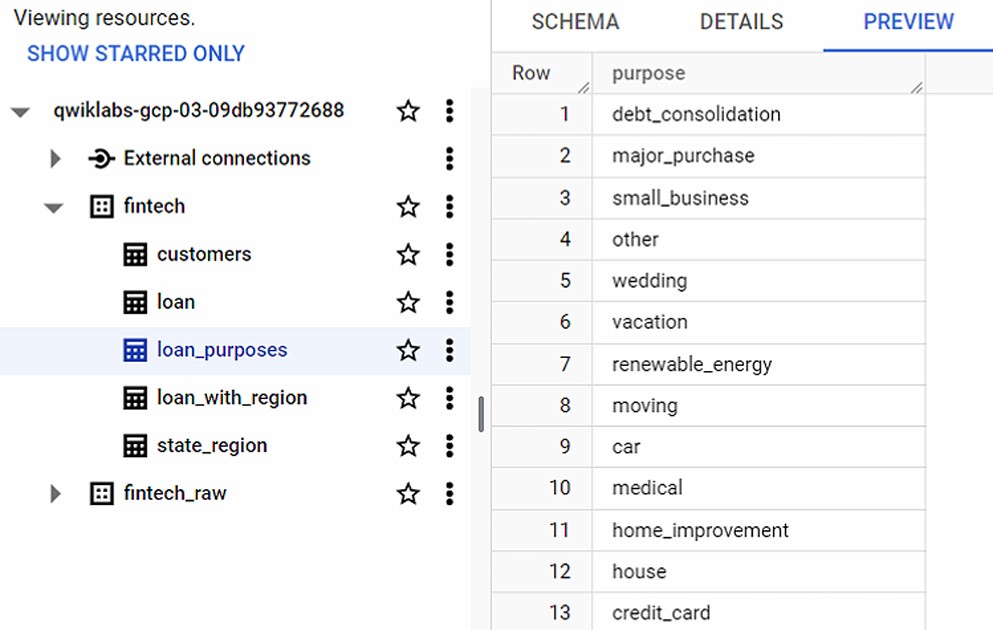 Viewing resources.
SHOW STARRED ONLY
qwiklabs-gcp-03-09db93772688
External connections
fintech
customers
loan
loan_purposes
loan_with_region
state_region
fintech_raw
SCHEMA DETAILS PREVIEW
Row purpose
1 debt_consolidation
2 major_purchase
3 small_business
4 other
5 wedding
6 vacation
7 renewable_energy
8 moving
9 car
10 medical
11 home_improvement
12 house
13 credit_card